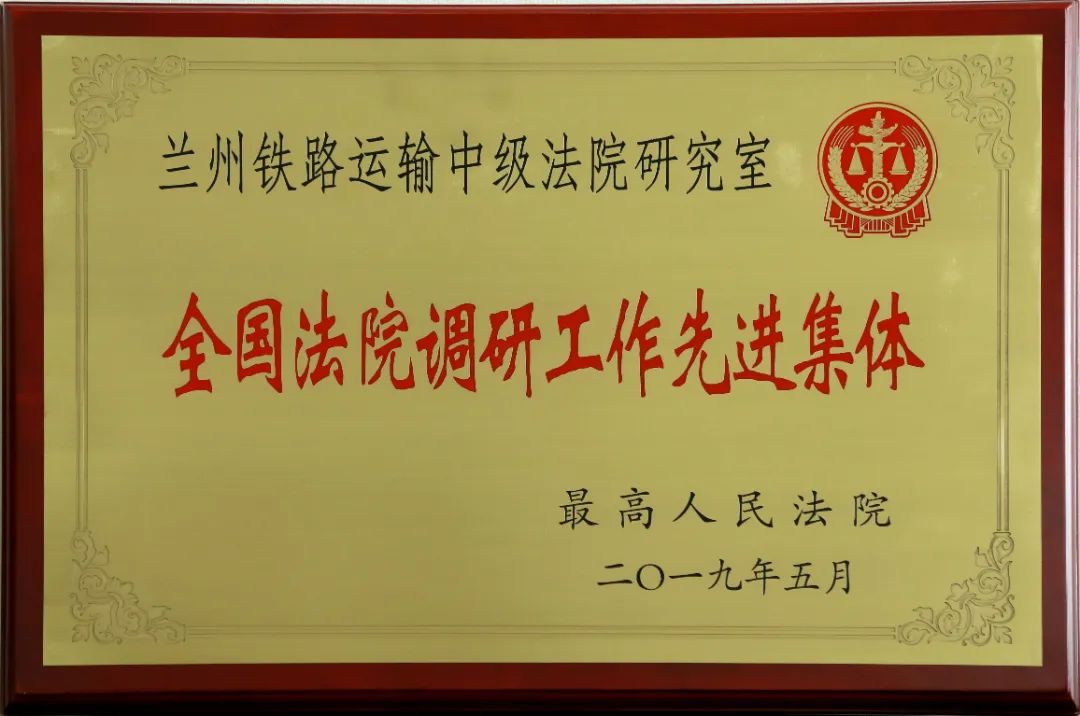 兰州铁路运输中级法院研究室
全国法院调研工作先进集体
最高人民法院
二〇一九年五月